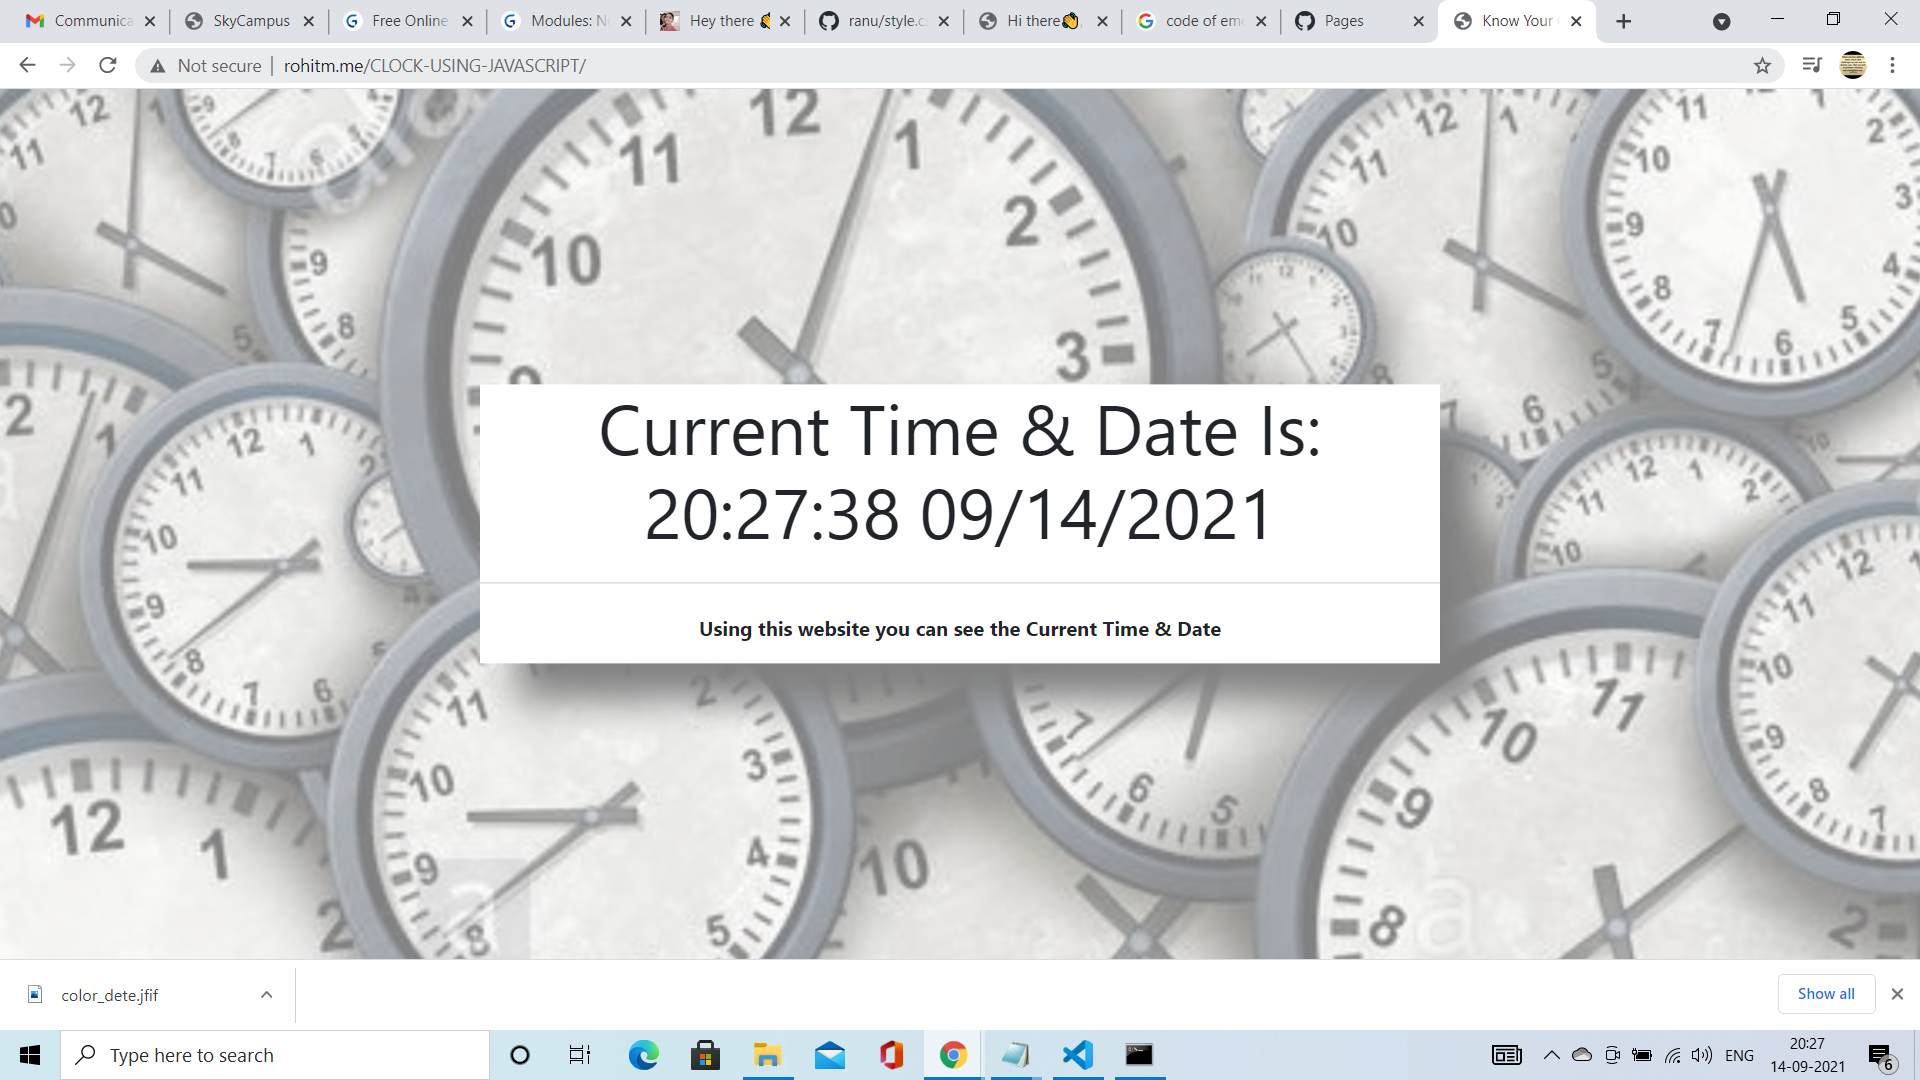 Communica
SkyCampus
Free Online
Modules: N
Hey there
ranu/style.c
Hi there👏
code of em
Pages
Know Your
Not secure | rohitm.me/CLOCK-USING-JAVASCRIPT/
Current Time & Date Is:
20:27:38 09/14/2021
Using this website you can see the Current Time & Date
color_dete.jfif
Show all
Type here to search
ENG
20:27
14-09-2021
6